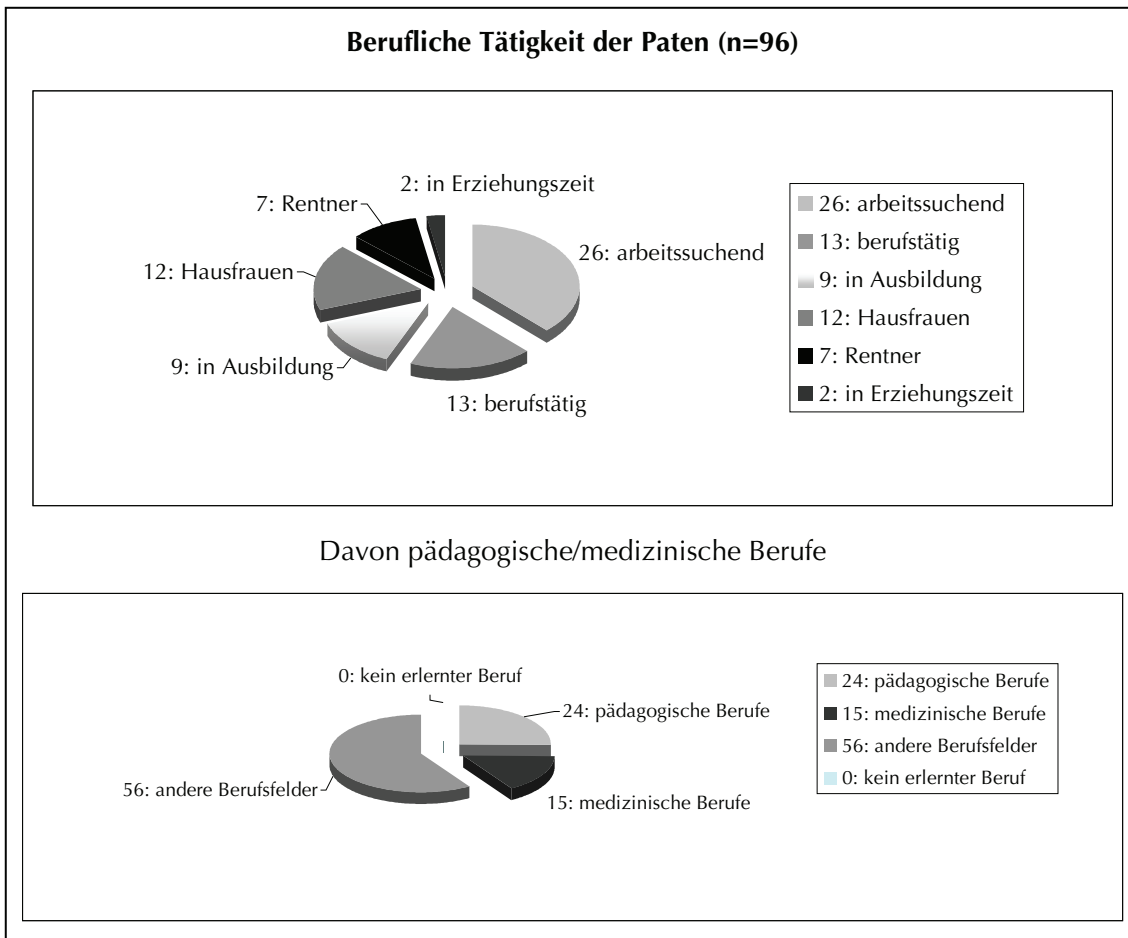 Berufliche Tätigkeit der Paten (n=96)
2: in Erziehungszeit
7: Rentner
26: arbeitssuchend
12: Hausfrauen
9: in Ausbildung
13: berufstätig
26: arbeitssuchend
13: berufstätig
9: in Ausbildung
12: Hausfrauen
7: Rentner
2: in Erziehungszeit
Davon pädagogische/medizinische Berufe
0: kein erlernter Beruf
24: pädagogische Berufe
56: andere Berufsfelder
15: medizinische Berufe
24: pädagogische Berufe
15: medizinische Berufe
56: andere Berufsfelder
0: kein erlernter Beruf